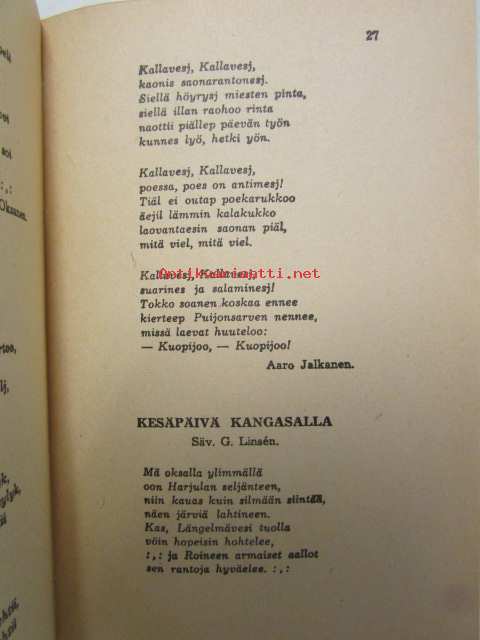 27
Kallavesj, Kallavesj,
kaonis saonarantonesj.
Siellä höyrysj miesten pinta,
siellä illan raohoo rinta
naottii piällep päevän työn
kunnes lyö, hetki yön.
Kallavesj, Kallavesj,
poessa, poes on antimesj!
Tiäl ei outap poekarukkoo
äejil lämmin kalakukko
laovantaesin saonan piäl,
mitä viel, mitä viel.
Kallavesj, Kallavesj,
suarines ja salaminesj!
Tokko soanen koskaa ennee
kierteep Puijonsarven nennee,
missä laevat huuteloo:
— Kuopijoo, — Kuopijoo!
Aaro Jalkanen.
KESÄPÄIVÄ KANGASALLA
Säv. G. Linsén.
Mä oksalla ylimmällä
oon Harjulan seljänteen,
niin kauas kuin silmään siintää,
näen järviä lahtineen.
Kas, Längelmävesi tuolla
vöin hopeisin hohtelee,
:,: ja Roineen armaiset aallot
sen rantoja hyväelee. :,:
Antikvariaatti.net
soi
:,:
Oksanen.